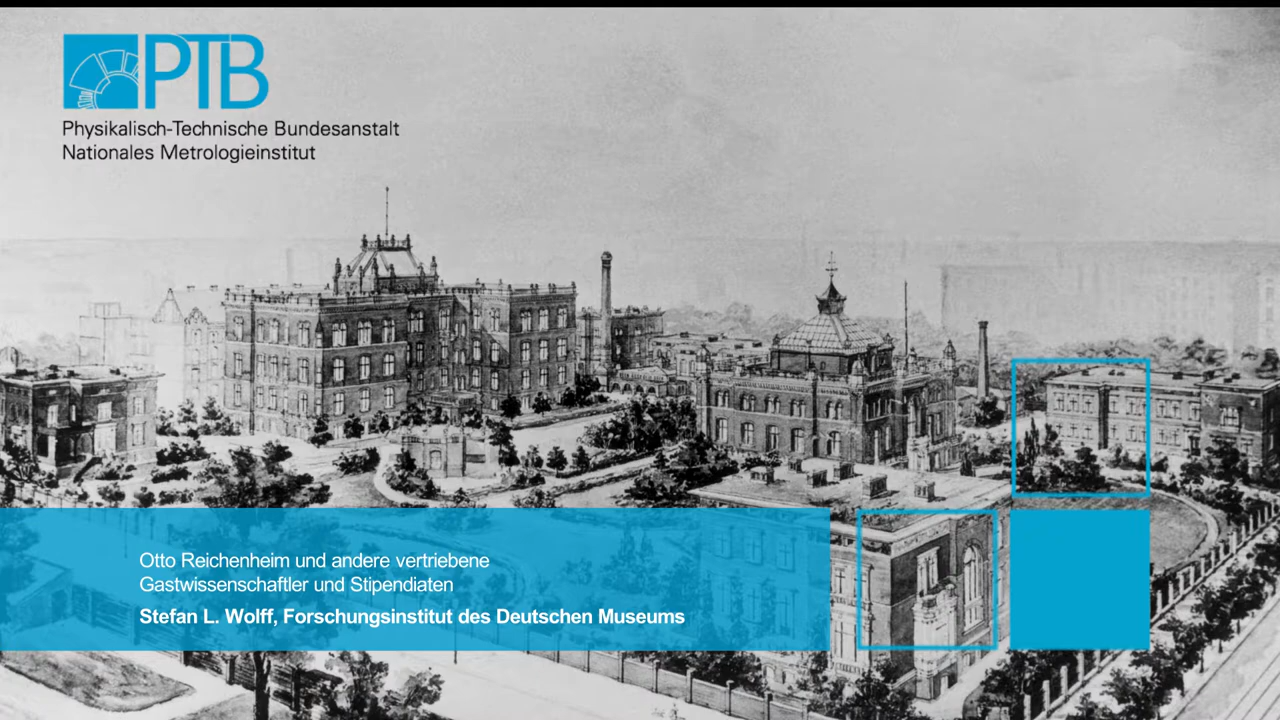 PTB
Physikalisch-Technische Bundesanstalt
Nationales Metrologieinstitut
Otto Reichenheim und andere vertriebene
Gastwissenschaftler und Stipendiaten
Stefan L. Wolff, Forschungsinstitut des Deutschen Museums